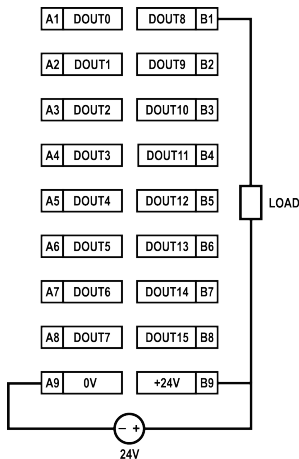 A1 DOUT0 DOUT8 B1
A2 DOUT1 DOUT9 B2
A3 DOUT2 DOUT10 B3
A4 DOUT3 DOUT11 B4
A5 DOUT4 DOUT12 B5
LOAD
A6 DOUT5 DOUT13 B6
A7 DOUT6 DOUT14 B7
A8 DOUT7 DOUT15 B8
A9 0V +24V B9
− +
24V